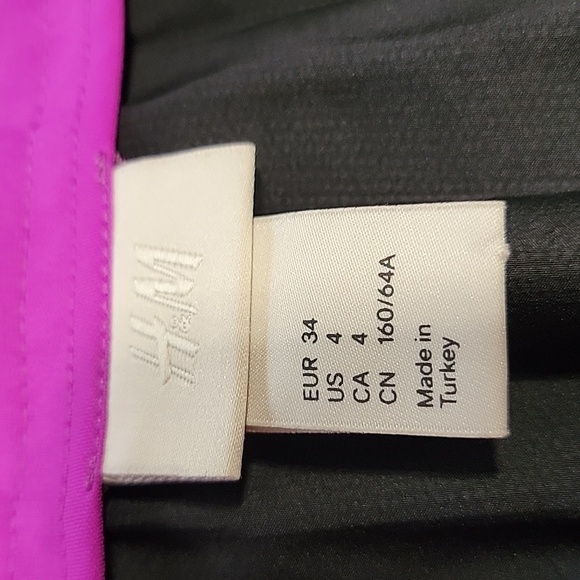 H&M
EUR 34
US 4
CA 4
CN 160/64A
Made in
Turkey